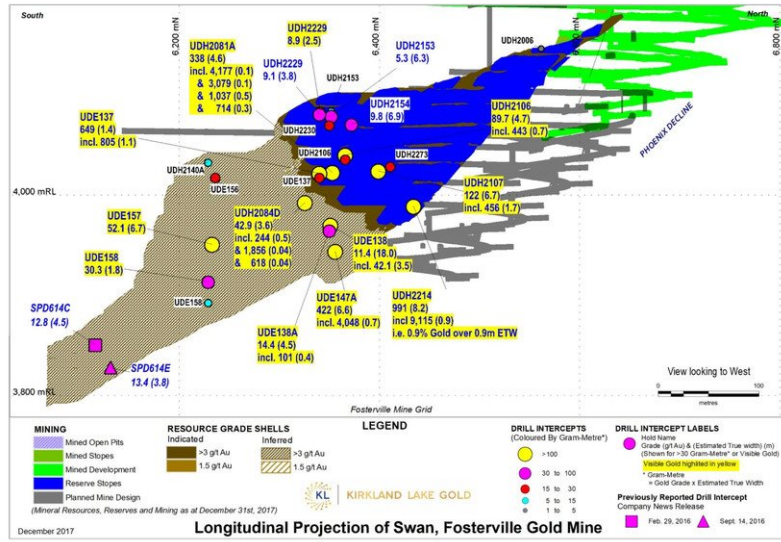 South
North
6,200 mN
6,400 mN
6,800 mN
UDH2081A
338 (4.6)
incl. 4,177 (0.1)
& 3,079 (0.1)
& 1,037 (0.5)
& 714 (0.3)
UDH2229
8.9 (2.5)
UDH2229
9.1 (3.8)
UDH2153
UDH2153
5.3 (6.3)
UDH2006
UDH2154
9.8 (6.9)
UDH2106
89.7 (4.7)
incl. 443 (0.7)
PHOENIX DECLINE
UDE137
649 (1.4)
incl. 805 (1.1)
UDH2230
UDH2106
UDH2273
UDH2140A
UDE156
UDE137
4,000 mRL
UDH2107
122 (6.7)
incl. 456 (1.7)
UDE157
52.1 (6.7)
UDH2084D
42.9 (3.6)
incl. 244 (0.5)
& 1,856 (0.04)
& 618 (0.04)
UDE138
11.4 (18.0)
incl. 42.1 (3.5)
UDE158
30.3 (1.8)
UDE158
UDE147A
422 (6.6)
incl. 4,048 (0.7)
UDH2214
991 (8.2)
incl 9,115 (0.9)
i.e. 0.9% Gold over 0.9m ETW
SPD614C
12.8 (4.5)
UDE138A
14.4 (4.5)
incl. 101 (0.4)
SPD614E
13.4 (3.8)
View looking to West
0
100
metres
3,800 mRL
Fosterville Mine Grid
LEGEND
MINING
Mined Open Pits
Mined Stopes
Mined Development
Reserve Stopes
Planned Mine Design
RESOURCE GRADE SHELLS
Indicated
Inferred
>3 g/t Au
>3 g/t Au
1.5 g/t Au
1.5 g/t Au
(Mineral Resources, Reserves and Mining as at December 31st, 2017)
KL
KIRKLAND LAKE GOLD
DRILL INTERCEPTS
(Coloured By Gram-Metre*)
>100
30 to 100
15 to 30
5 to 15
1 to 5
DRILL INTERCEPT LABELS
Hold Name
Grade (g/t Au) & (Estimated True width) (m)
(Shown for >30 Gram-Metre* or Visible Gold)
Visible Gold highlited in yellow
* Gram-Metre
= Gold Grade x Estimated True Width
Previously Reported Drill Intercept
Company News Release
Feb. 29, 2016
Sept. 14, 2016
December 2017
Longitudinal Projection of Swan, Fosterville Gold Mine